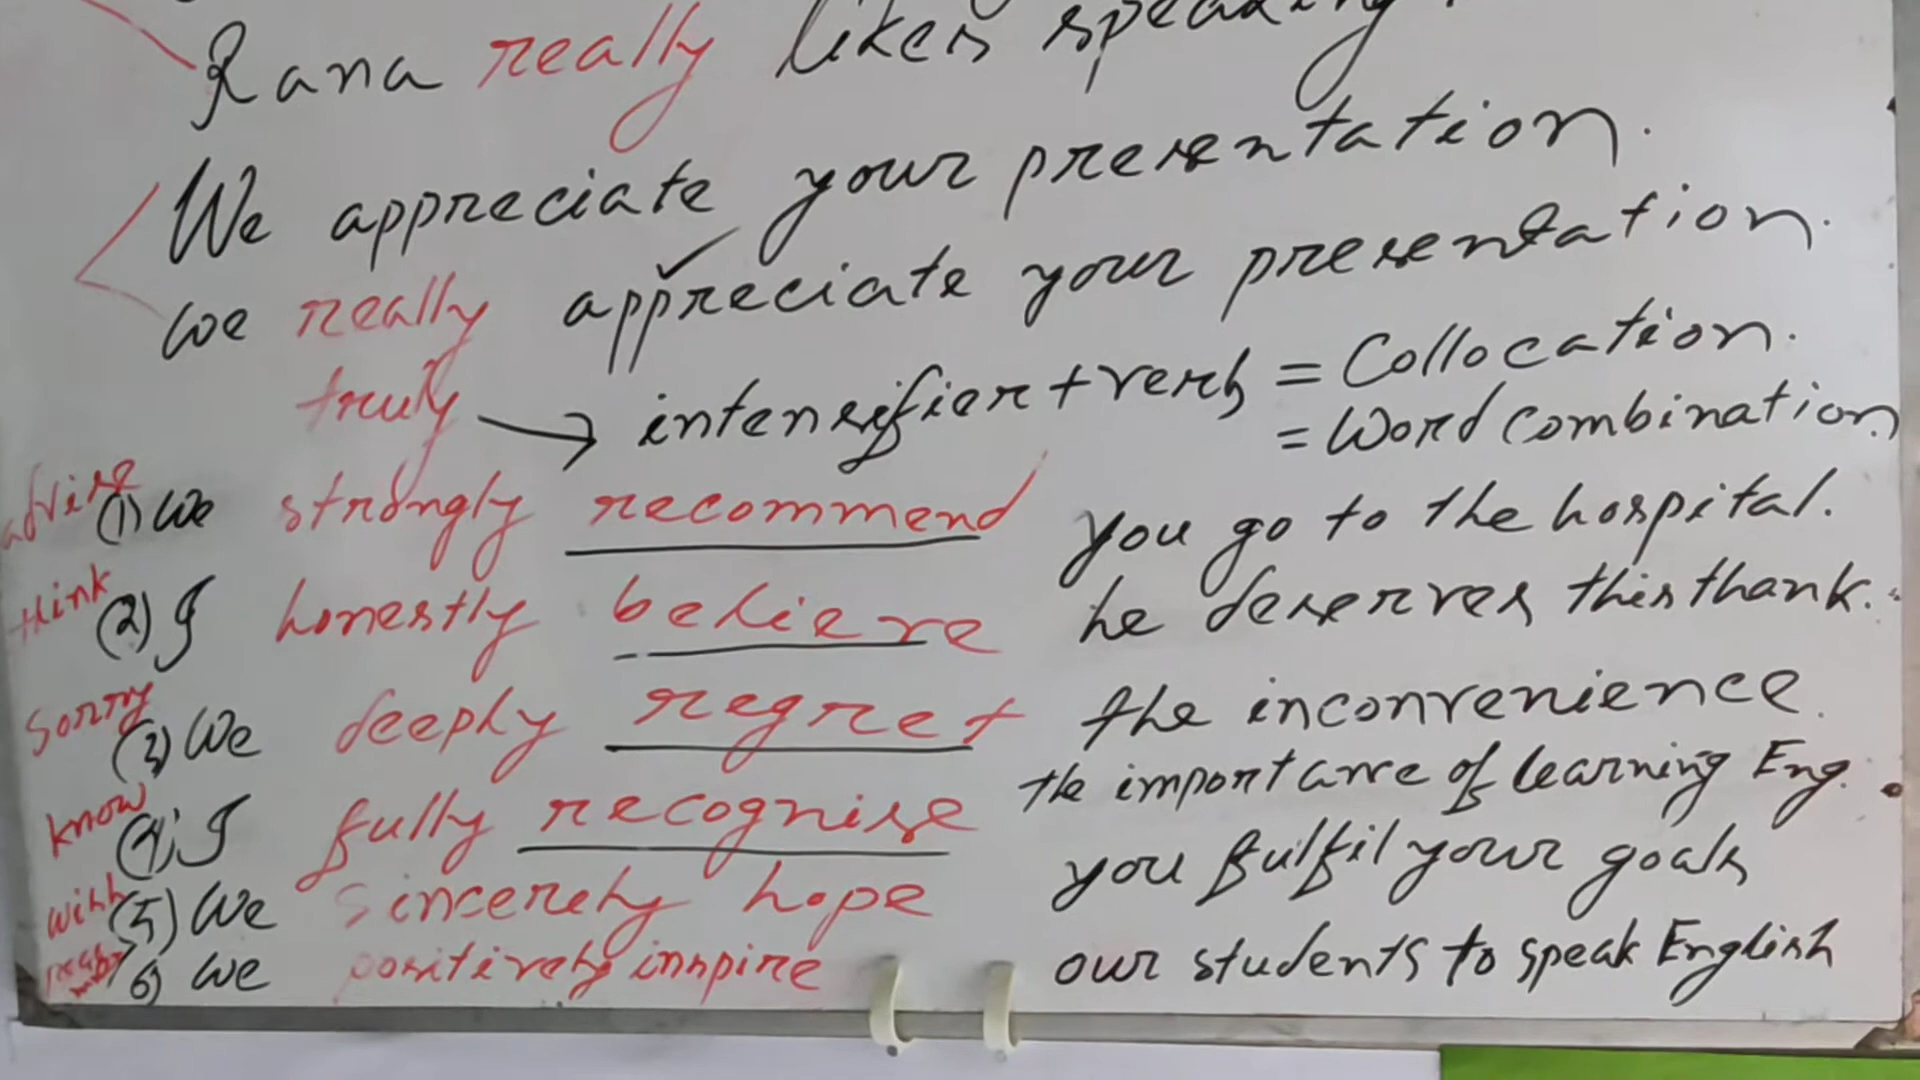 Rana really likes speaking.
We appreciate your presentation.
we really appreciate your presentation.
truly → intensifier + verb = Collocation.
= Word Combination.
advise (1) We strongly recommend you go to the hospital.
think (2) I honestly believe he deserves this thank.
Sorry (3) We deeply regret the inconvenience.
know (4) I fully recognise the importance of learning Eng.
wish (5) We sincerely hope you fulfil your goals
6) We positively inspire our students to speak English